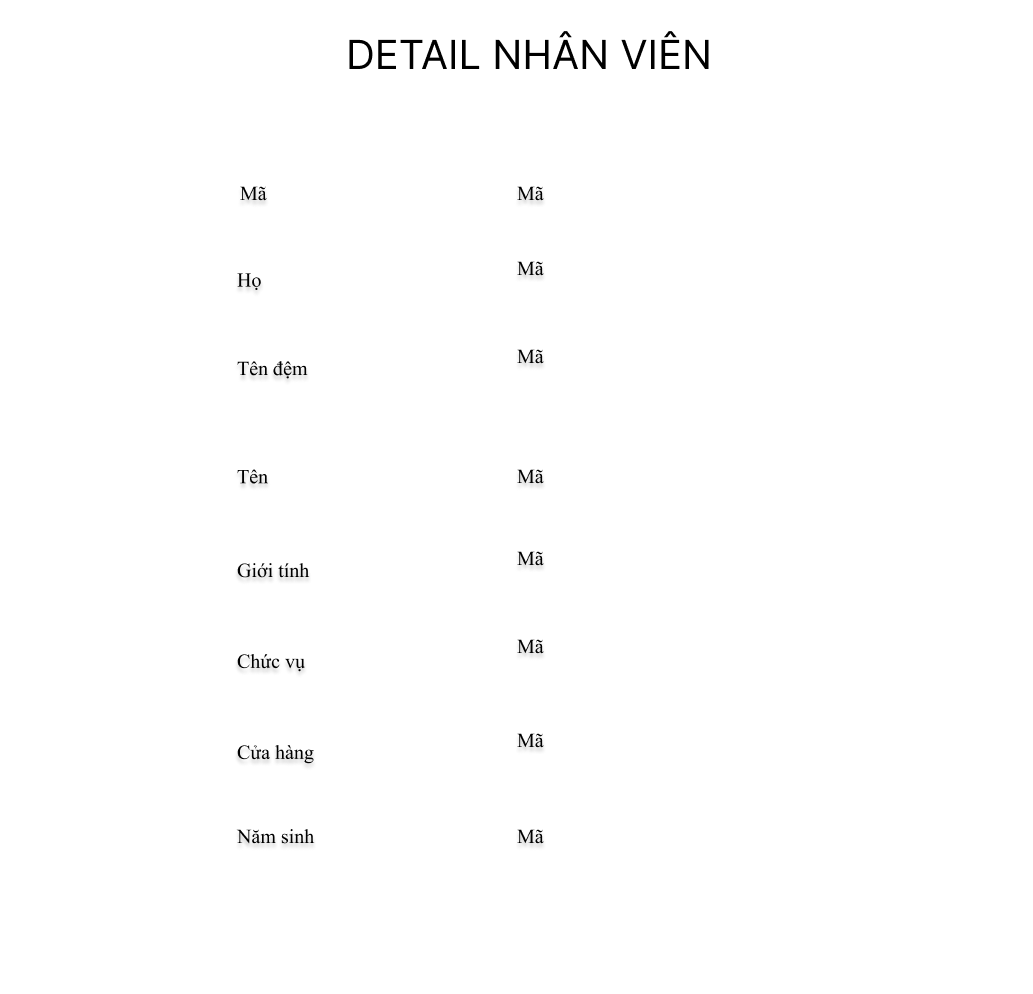 DETAIL NHÂN VIÊN
Mã Mã
Họ Mã
Tên đệm Mã
Tên Mã
Giới tính Mã
Chức vụ Mã
Cửa hàng Mã
Năm sinh Mã